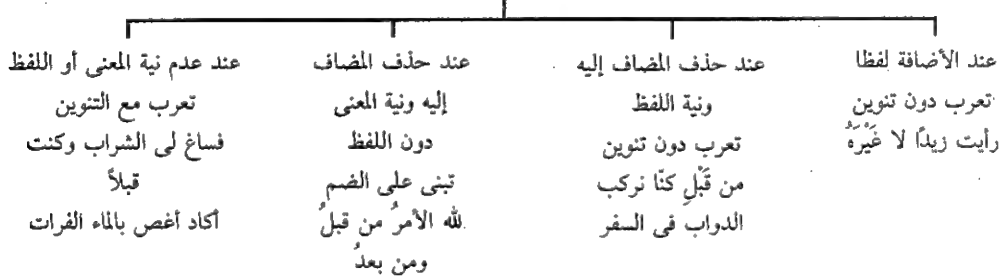 عند الأضافة لفظا
تعرب دون تنوين
رأيت زيدًا لا غَيْرَهُ
عند حذف المضاف إليه
ونية اللفظ
تعرب دون تنوين
من قَبْلِ كنّا نركب
الدواب فى السفر
عند حذف المضاف
إليه ونية المعنى
دون اللفظ
تبنى على الضم
لله الأمرُ من قبلُ
ومن بعدُ
عند عدم نية المعنى أو اللفظ
تعرب مع التنوين
فساغ لى الشراب وكنت
قبلاً
أكاد أغص بالماء الفرات